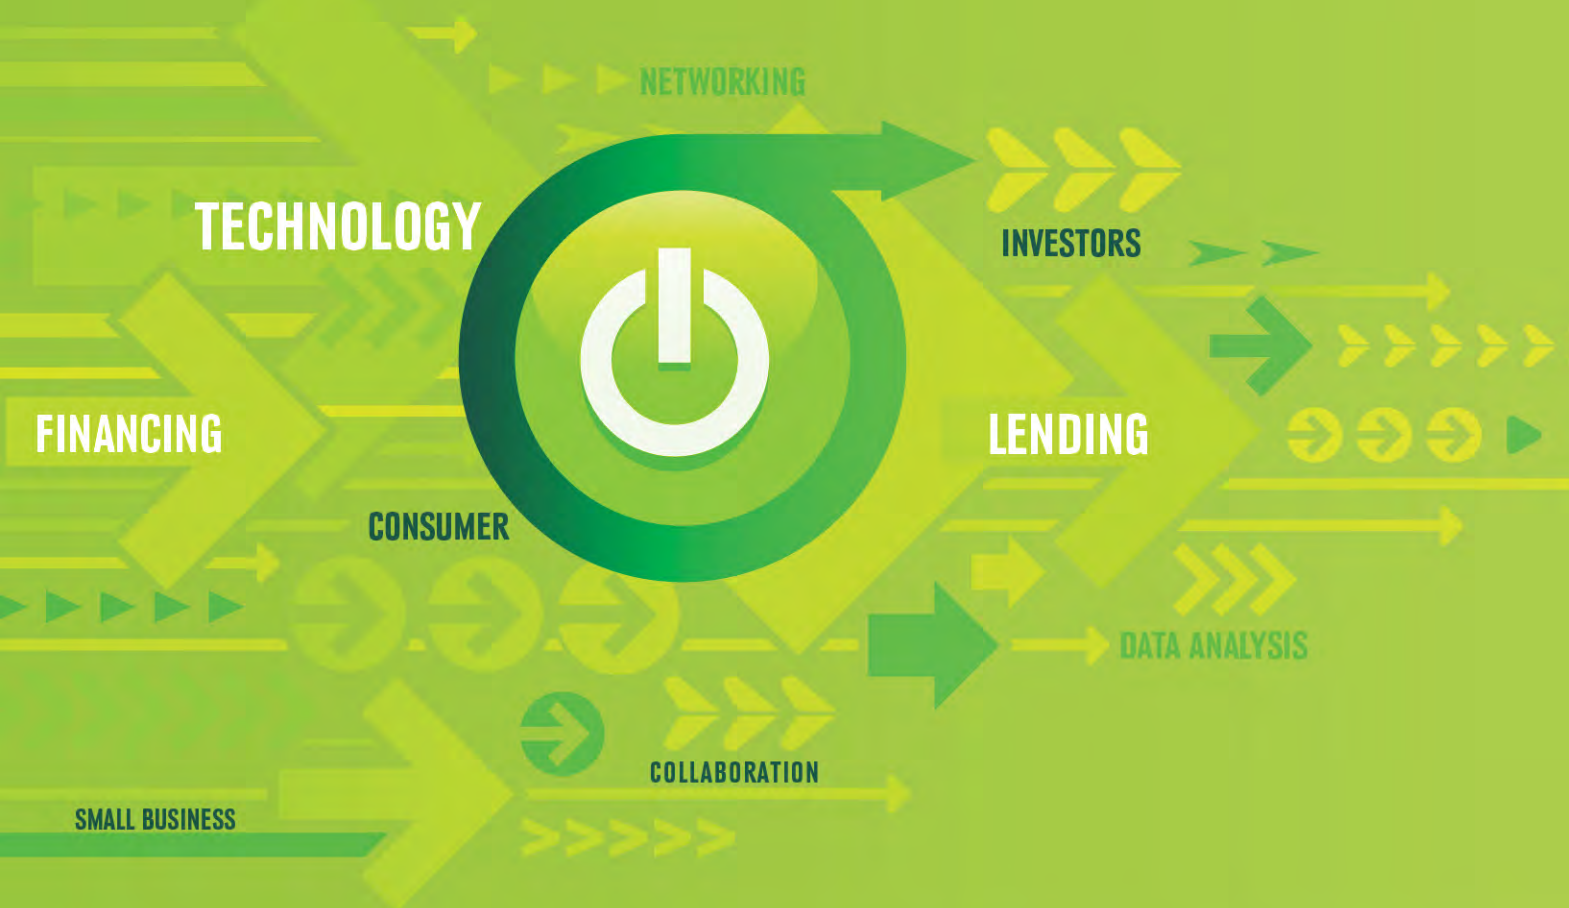 NETWORKING
TECHNOLOGY
INVESTORS
FINANCING
LENDING
CONSUMER
DATA ANALYSIS
COLLABORATION
SMALL BUSINESS